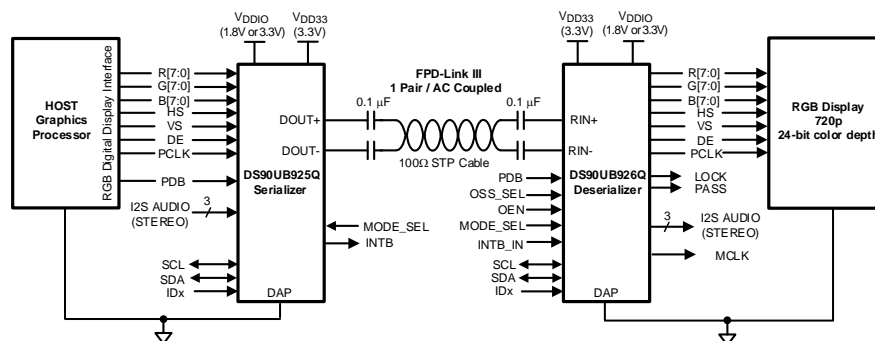 VDDIO
(1.8V or 3.3V)
VDD33
(3.3V)
HOST
Graphics
Processor
RGB Digital Display Interface
R[7:0]
G[7:0]
B[7:0]
HS
VS
DE
PCLK
PDB
I2S AUDIO
(STEREO)
3
SCL
SDA
IDx
DOUT+
DOUT-
DS90UB925Q
Serializer
DAP
MODE_SEL
INTB
FPD-Link III
1 Pair / AC Coupled
0.1 μF
0.1 μF
100Ω STP Cable
VDD33
(3.3V)
VDDIO
(1.8V or 3.3V)
RIN+
RIN-
DS90UB926Q
Deserializer
DAP
PDB
OSS_SEL
OEN
MODE_SEL
INTB_IN
SCL
SDA
IDx
R[7:0]
G[7:0]
B[7:0]
HS
VS
DE
PCLK
LOCK
PASS
3
I2S AUDIO
(STEREO)
MCLK
RGB Display
720p
24-bit color depth